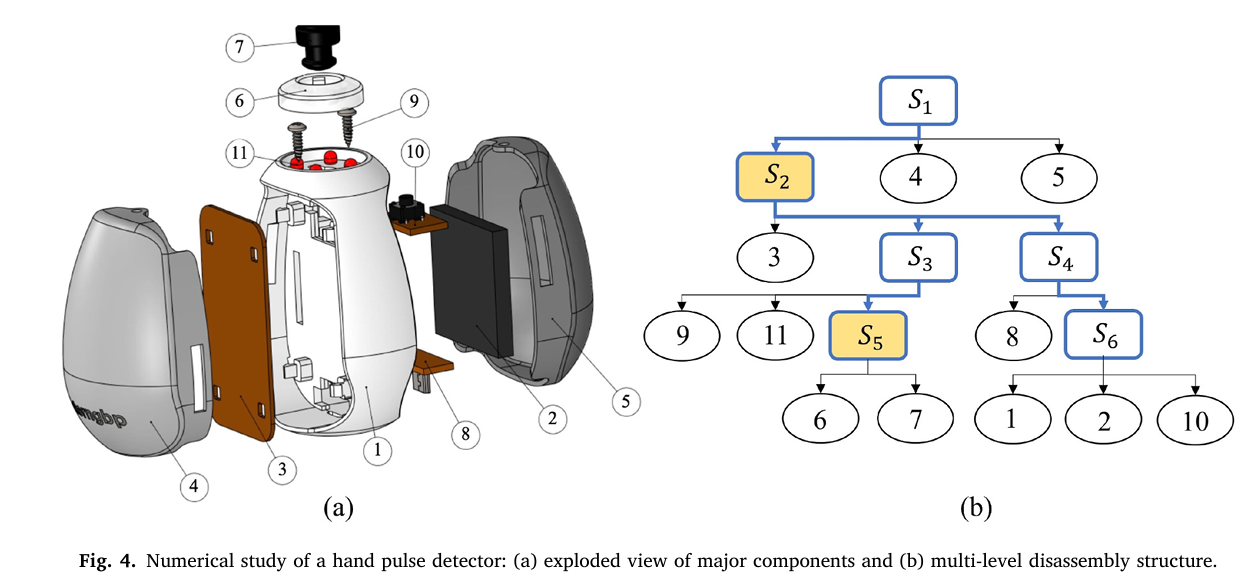 7
6
9
11
10
5
2
8
1
3
4
(a)
S₁
S₂ 4 5
3 S₃ S₄
9 11 S₅ 8 S₆
6 7 1 2 10
(b)
Fig. 4. Numerical study of a hand pulse detector: (a) exploded view of major components and (b) multi-level disassembly structure.